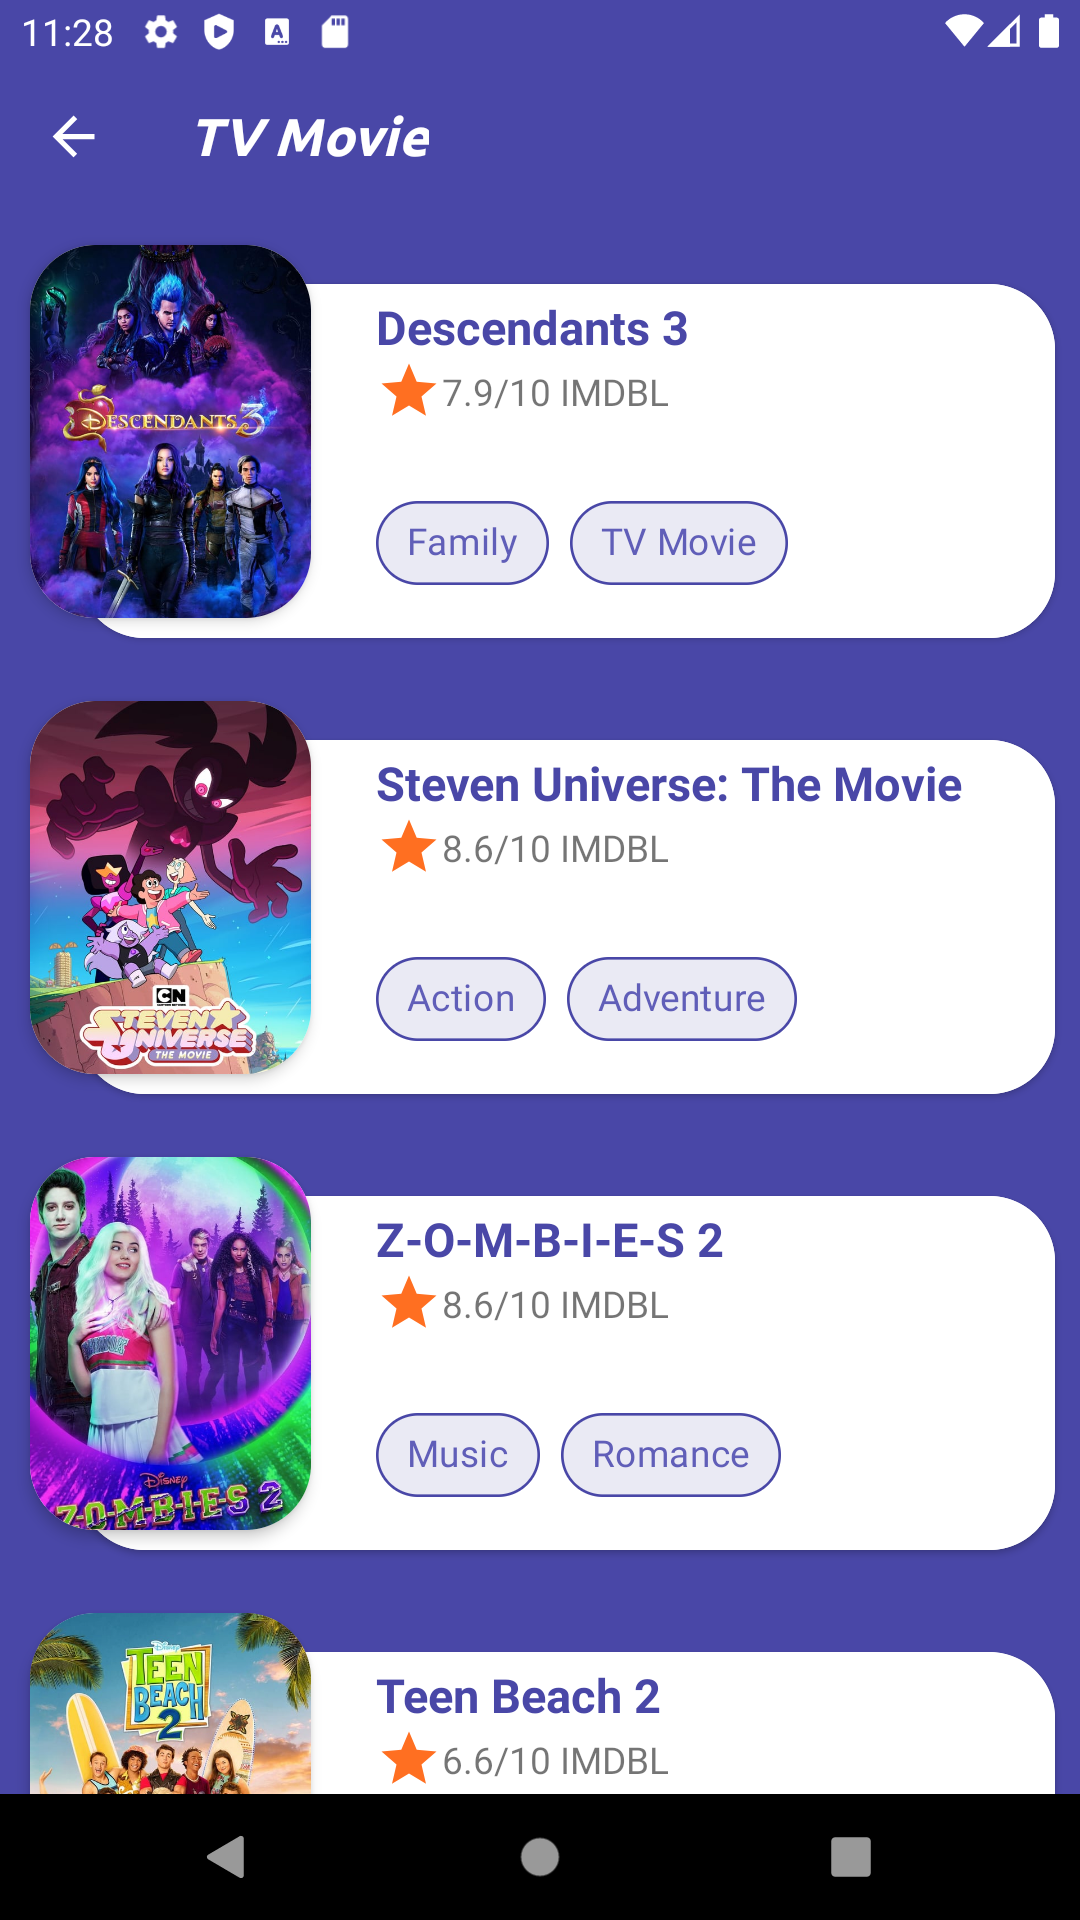 11:28
TV Movie
Descendants 3
7.9/10 IMDBL
DESCENDANTS 3
Family TV Movie
Steven Universe: The Movie
8.6/10 IMDBL
Action Adventure
CN
STEVEN UNIVERSE
THE MOVIE
Z-O-M-B-I-E-S 2
8.6/10 IMDBL
Music Romance
Disney
Z-O-M-B-I-E-S 2
Disney
TEEN BEACH 2
Teen Beach 2
6.6/10 IMDBL